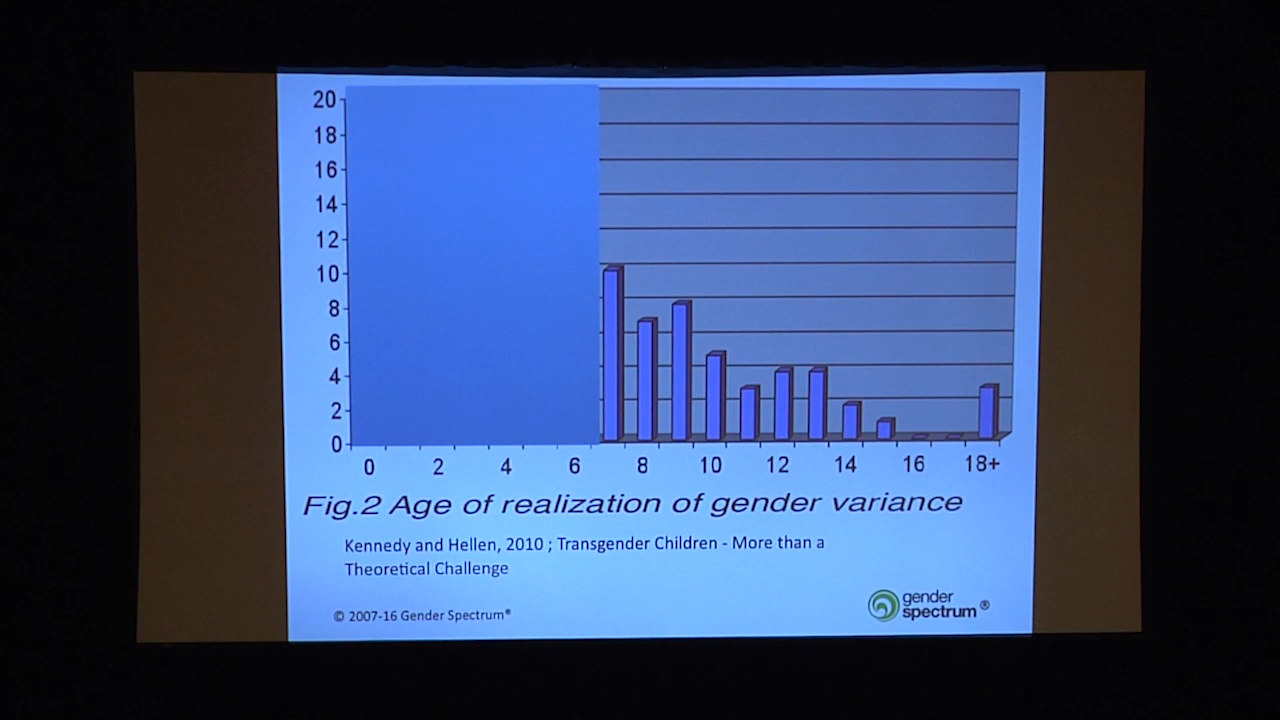 20
18
16
14
12
10
8
6
4
2
0
0 2 4 6 8 10 12 14 16 18+
Fig.2 Age of realization of gender variance
Kennedy and Hellen, 2010 ; Transgender Children - More than a
Theoretical Challenge
© 2007-16 Gender Spectrum®
gender
spectrum ®